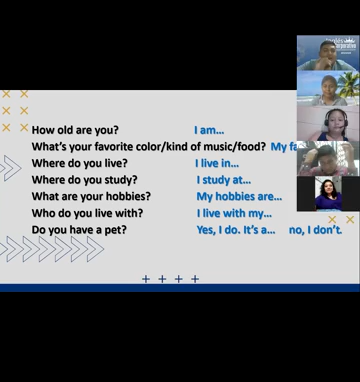 How old are you? I am...
What's your favorite color/kind of music/food? My fa
Where do you live? I live in...
Where do you study? I study at...
What are your hobbies? My hobbies are...
Who do you live with? I live with my...
Do you have a pet? Yes, I do. It's a... no, I don't.